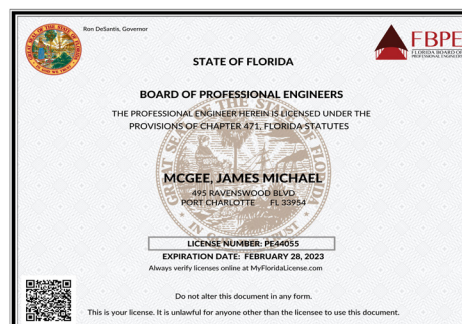 Ron DeSantis, Governor
FBPE
FLORIDA BOARD OF
PROFESSIONAL ENGINEERS
STATE OF FLORIDA
BOARD OF PROFESSIONAL ENGINEERS
THE PROFESSIONAL ENGINEER HEREIN IS LICENSED UNDER THE
PROVISIONS OF CHAPTER 471, FLORIDA STATUTES
MCGEE, JAMES MICHAEL
495 RAVENSWOOD BLVD
PORT CHARLOTTE FL 33954
LICENSE NUMBER: PE44055
EXPIRATION DATE: FEBRUARY 28, 2023
Always verify licenses online at MyFloridaLicense.com
Do not alter this document in any form.
This is your license. It is unlawful for anyone other than the licensee to use this document.